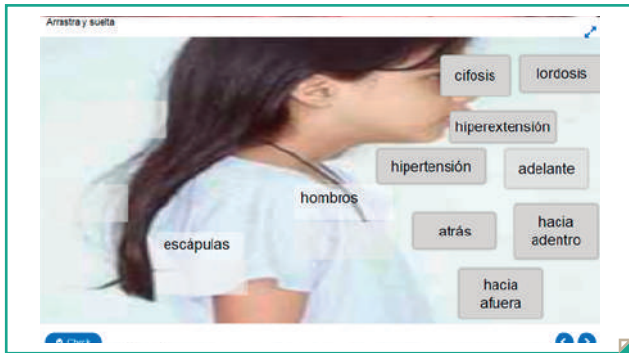 Arrastra y suelta
cifosis
lordosis
hiperextensión
hipertensión
adelante
hombros
escápulas
atrás
hacia
adentro
hacia
afuera
Check